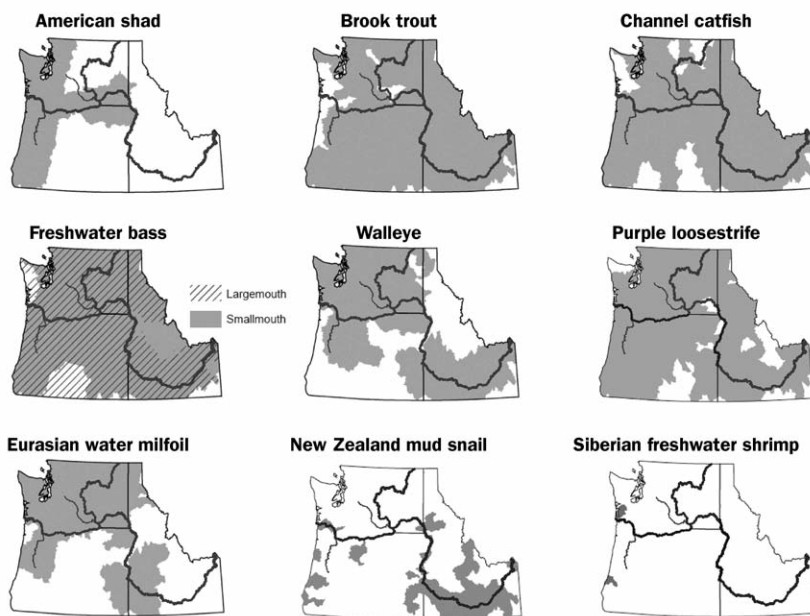 American shad
Brook trout
Channel catfish
Freshwater bass
Walleye
Purple loosestrife
Largemouth
Smallmouth
Eurasian water milfoil
New Zealand mud snail
Siberian freshwater shrimp